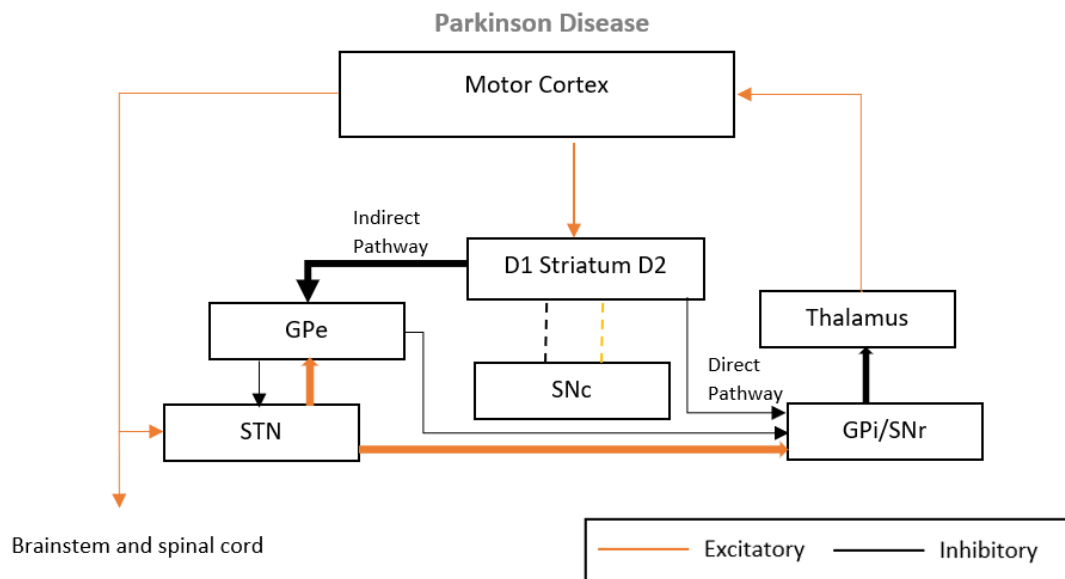 Parkinson Disease
Motor Cortex
Indirect
Pathway
D1 Striatum D2
GPe
Thalamus
SNc
Direct
Pathway
STN
GPi/SNr
Brainstem and spinal cord
Excitatory
Inhibitory